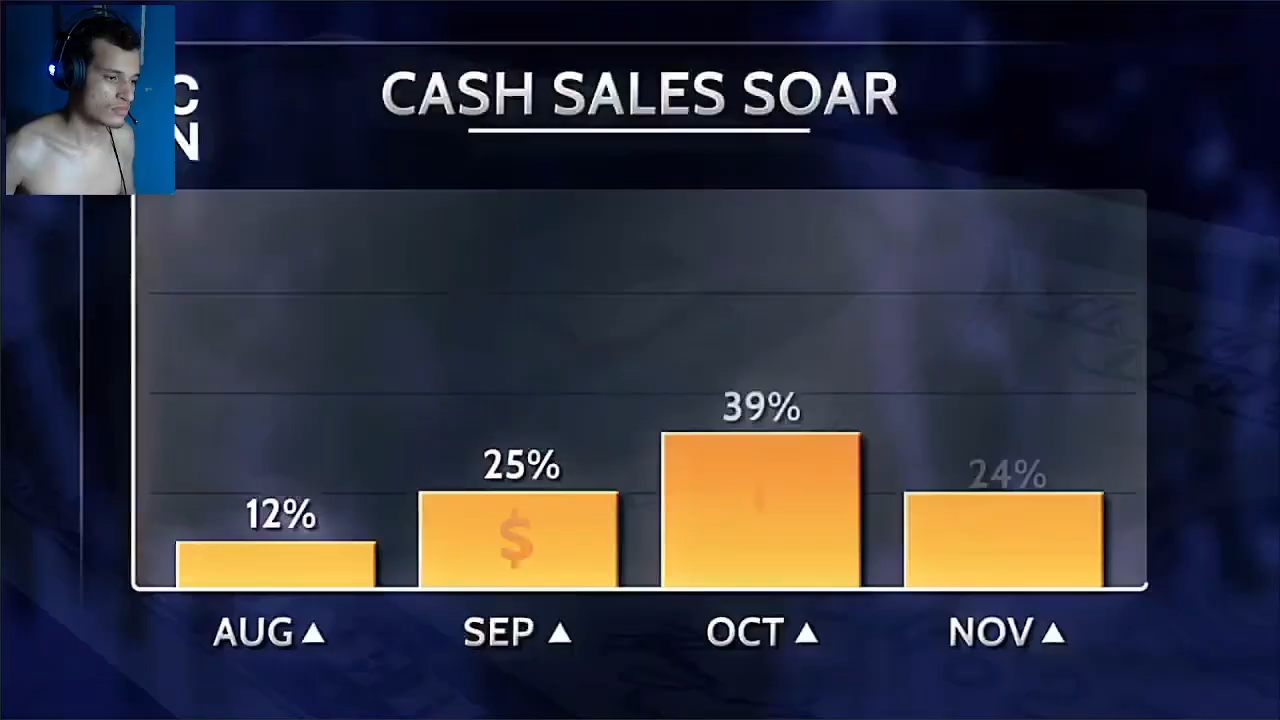 C
N
CASH SALES SOAR
39%
25%
24%
12%
$
AUG▲ SEP ▲ OCT ▲ NOV▲